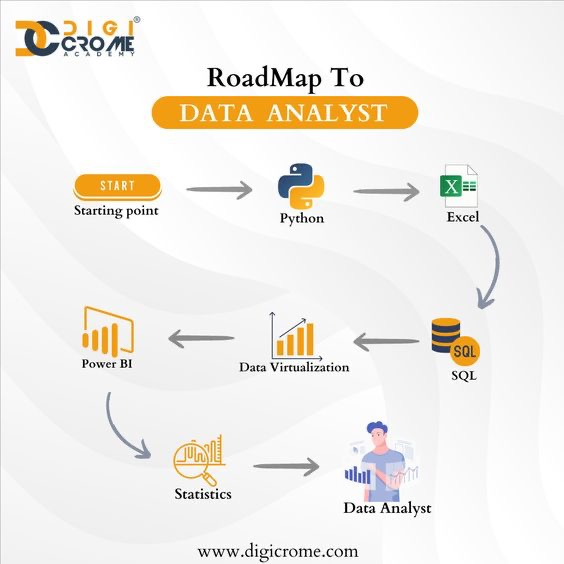 DIGI
CROME®
ACADEMY
RoadMap To
DATA ANALYST
START
Starting point
Python
X
Excel
SQL
SQL
Data Virtualization
Power BI
Statistics
Data Analyst
www.digicrome.com